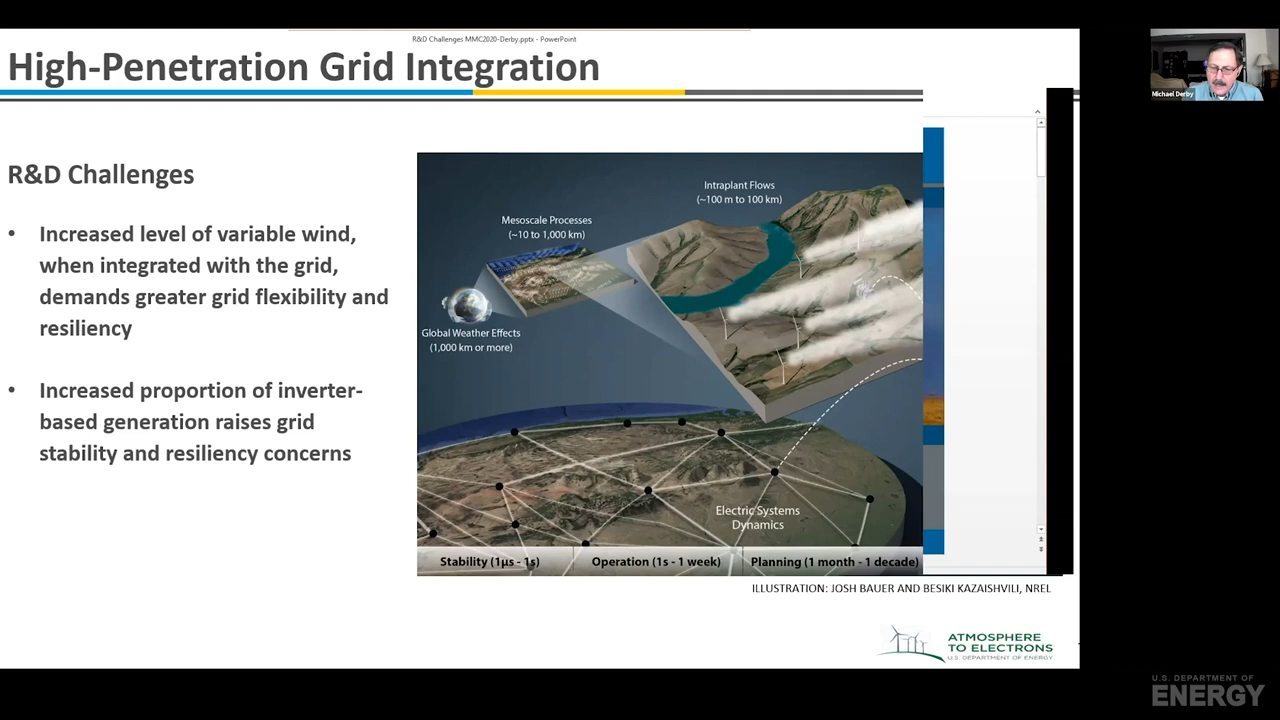 R&D Challenges MMC2020-Derby.pptx - PowerPoint
High-Penetration Grid Integration
Michael Derby
R&D Challenges
• Increased level of variable wind,
when integrated with the grid,
demands greater grid flexibility and
resiliency
• Increased proportion of inverter-
based generation raises grid
stability and resiliency concerns
Intraplant Flows
(~100 m to 100 km)
Mesoscale Processes
(~10 to 1,000 km)
Global Weather Effects
(1,000 km or more)
Electric Systems
Dynamics
Stability (1µs - 1s)
Operation (1s - 1 week)
Planning (1 month - 1 decade)
ILLUSTRATION: JOSH BAUER AND BESIKI KAZAISHVILI, NREL
ATMOSPHERE
TO ELECTRONS
U.S. DEPARTMENT OF ENERGY
U.S. DEPARTMENT OF
ENERGY